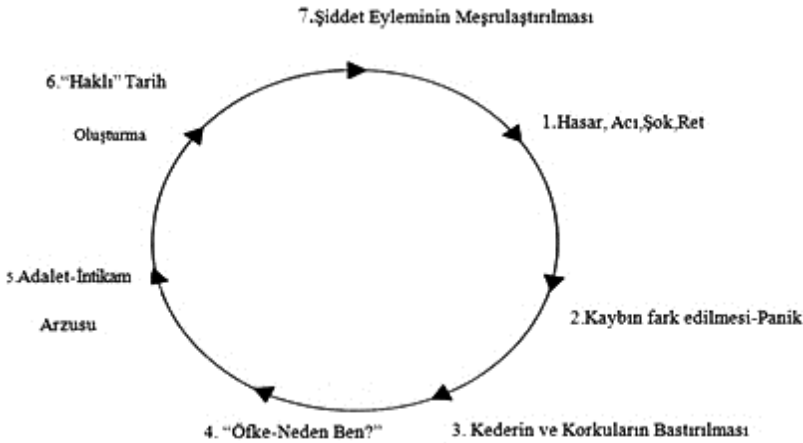 7.Şiddet Eyleminin Meşrulaştırılması
6.“Haklı” Tarih
Oluşturma
1.Hasar, Acı,Şok,Ret
5.Adalet-İntikam
Arzusu
2.Kaybın fark edilmesi-Panik
4. “Öfke-Neden Ben?”
3. Kederin ve Korkuların Bastırılması